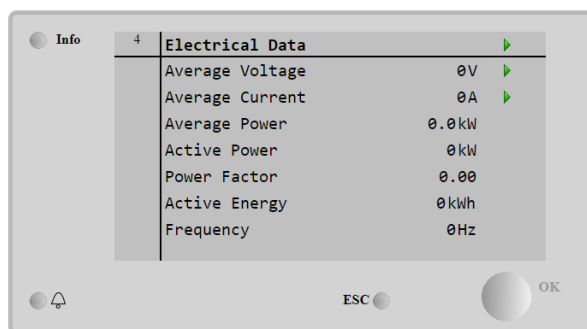 Info
4 Electrical Data
Average Voltage 0V
Average Current 0A
Average Power 0.0kW
Active Power 0kW
Power Factor 0.00
Active Energy 0kWh
Frequency 0Hz
ESC
OK